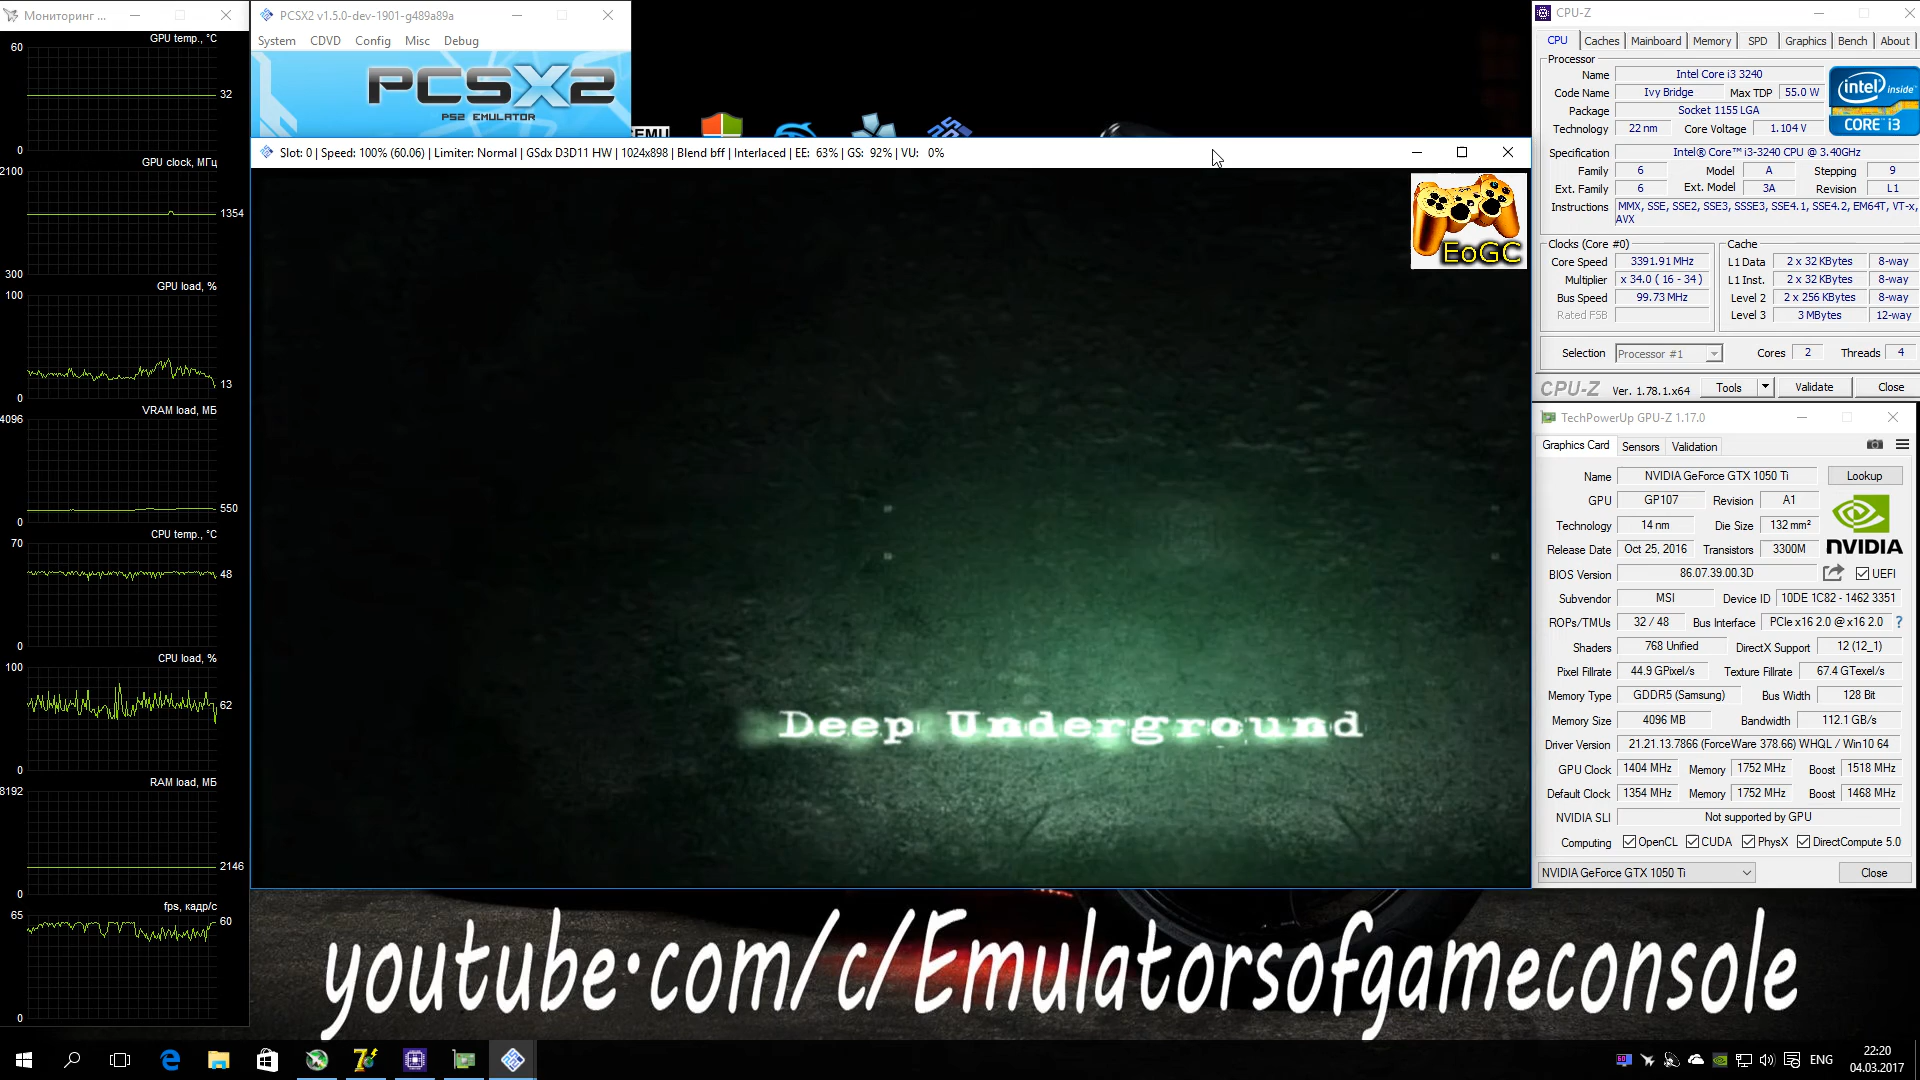 Мониторинг ...
GPU temp., °C
60
32
0
GPU clock, МГц
2100
1354
300
GPU load, %
100
13
0
VRAM load, МБ
4096
550
0
CPU temp., °C
70
48
0
CPU load, %
100
62
0
RAM load, МБ
8192
2146
0
fps, кадр/с
65
60
0
PCSX2 v1.5.0-dev-1901-g489a89a
System CDVD Config Misc Debug
PCSX2
PS2 EMULATOR
CEMU
Slot: 0 | Speed: 100% (60.06) | Limiter: Normal | GSdx D3D11 HW | 1024x898 | Blend bff | Interlaced | EE: 63% | GS: 92% | VU: 0%
EoGC
Deep Underground
youtube.com/c/Emulatorsofgameconsole
CPU-Z
CPU Caches Mainboard Memory SPD Graphics Bench About
Processor
Name Intel Core i3 3240
Code Name Ivy Bridge Max TDP 55.0 W
Package Socket 1155 LGA
Technology 22 nm Core Voltage 1.104 V
intel inside™
CORE i3
Specification Intel® Core™ i3-3240 CPU @ 3.40GHz
Family 6 Model A Stepping 9
Ext. Family 6 Ext. Model 3A Revision L1
Instructions MMX, SSE, SSE2, SSE3, SSSE3, SSE4.1, SSE4.2, EM64T, VT-x,
AVX
Clocks (Core #0) Cache
Core Speed 3391.91 MHz L1 Data 2 x 32 KBytes 8-way
Multiplier x 34.0 ( 16 - 34 ) L1 Inst. 2 x 32 KBytes 8-way
Bus Speed 99.73 MHz Level 2 2 x 256 KBytes 8-way
Rated FSB Level 3 3 MBytes 12-way
Selection Processor #1 Cores 2 Threads 4
CPU-Z Ver. 1.78.1.x64 Tools Validate Close
TechPowerUp GPU-Z 1.17.0
Graphics Card Sensors Validation
Name NVIDIA GeForce GTX 1050 Ti Lookup
GPU GP107 Revision A1
Technology 14 nm Die Size 132 mm²
Release Date Oct 25, 2016 Transistors 3300M
NVIDIA
BIOS Version 86.07.39.00.3D UEFI
Subvendor MSI Device ID 10DE 1C82 - 1462 3351
ROPs/TMUs 32 / 48 Bus Interface PCIe x16 2.0 @ x16 2.0 ?
Shaders 768 Unified DirectX Support 12 (12_1)
Pixel Fillrate 44.9 GPixel/s Texture Fillrate 67.4 GTexel/s
Memory Type GDDR5 (Samsung) Bus Width 128 Bit
Memory Size 4096 MB Bandwidth 112.1 GB/s
Driver Version 21.21.13.7866 (ForceWare 378.66) WHQL / Win10 64
GPU Clock 1404 MHz Memory 1752 MHz Boost 1518 MHz
Default Clock 1354 MHz Memory 1752 MHz Boost 1468 MHz
NVIDIA SLI Not supported by GPU
Computing OpenCL CUDA PhysX DirectCompute 5.0
NVIDIA GeForce GTX 1050 Ti Close
60 ENG
22:20
04.03.2017